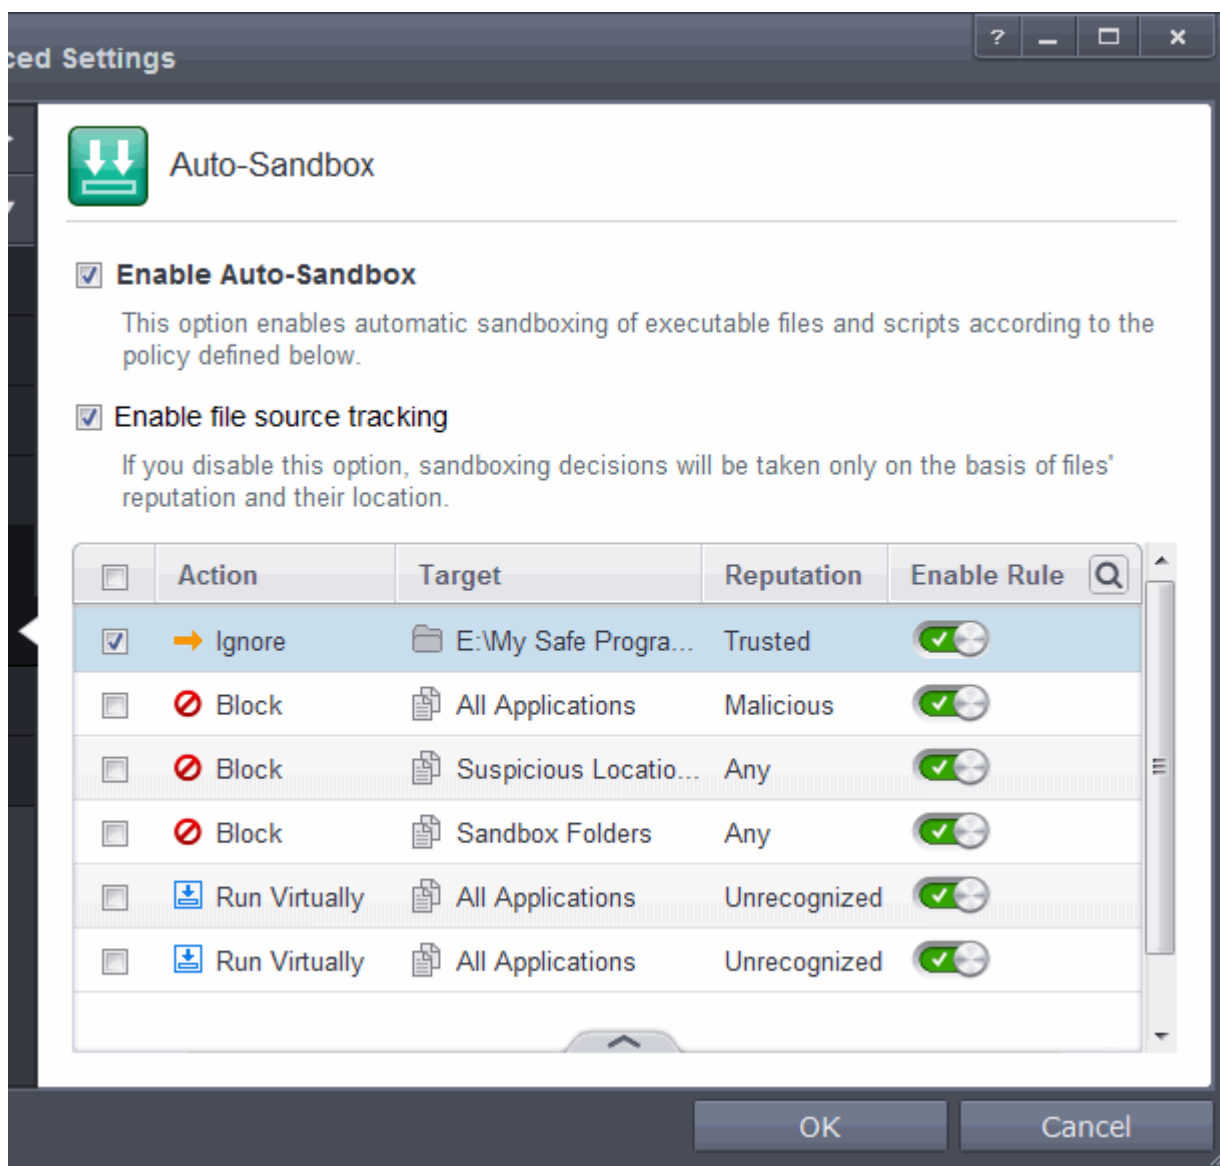 ced Settings
?
Auto-Sandbox
Enable Auto-Sandbox
This option enables automatic sandboxing of executable files and scripts according to the
policy defined below.
Enable file source tracking
If you disable this option, sandboxing decisions will be taken only on the basis of files'
reputation and their location.
Action Target Reputation Enable Rule
Ignore E:\My Safe Progra... Trusted
Block All Applications Malicious
Block Suspicious Locatio... Any
Block Sandbox Folders Any
Run Virtually All Applications Unrecognized
Run Virtually All Applications Unrecognized
OK Cancel